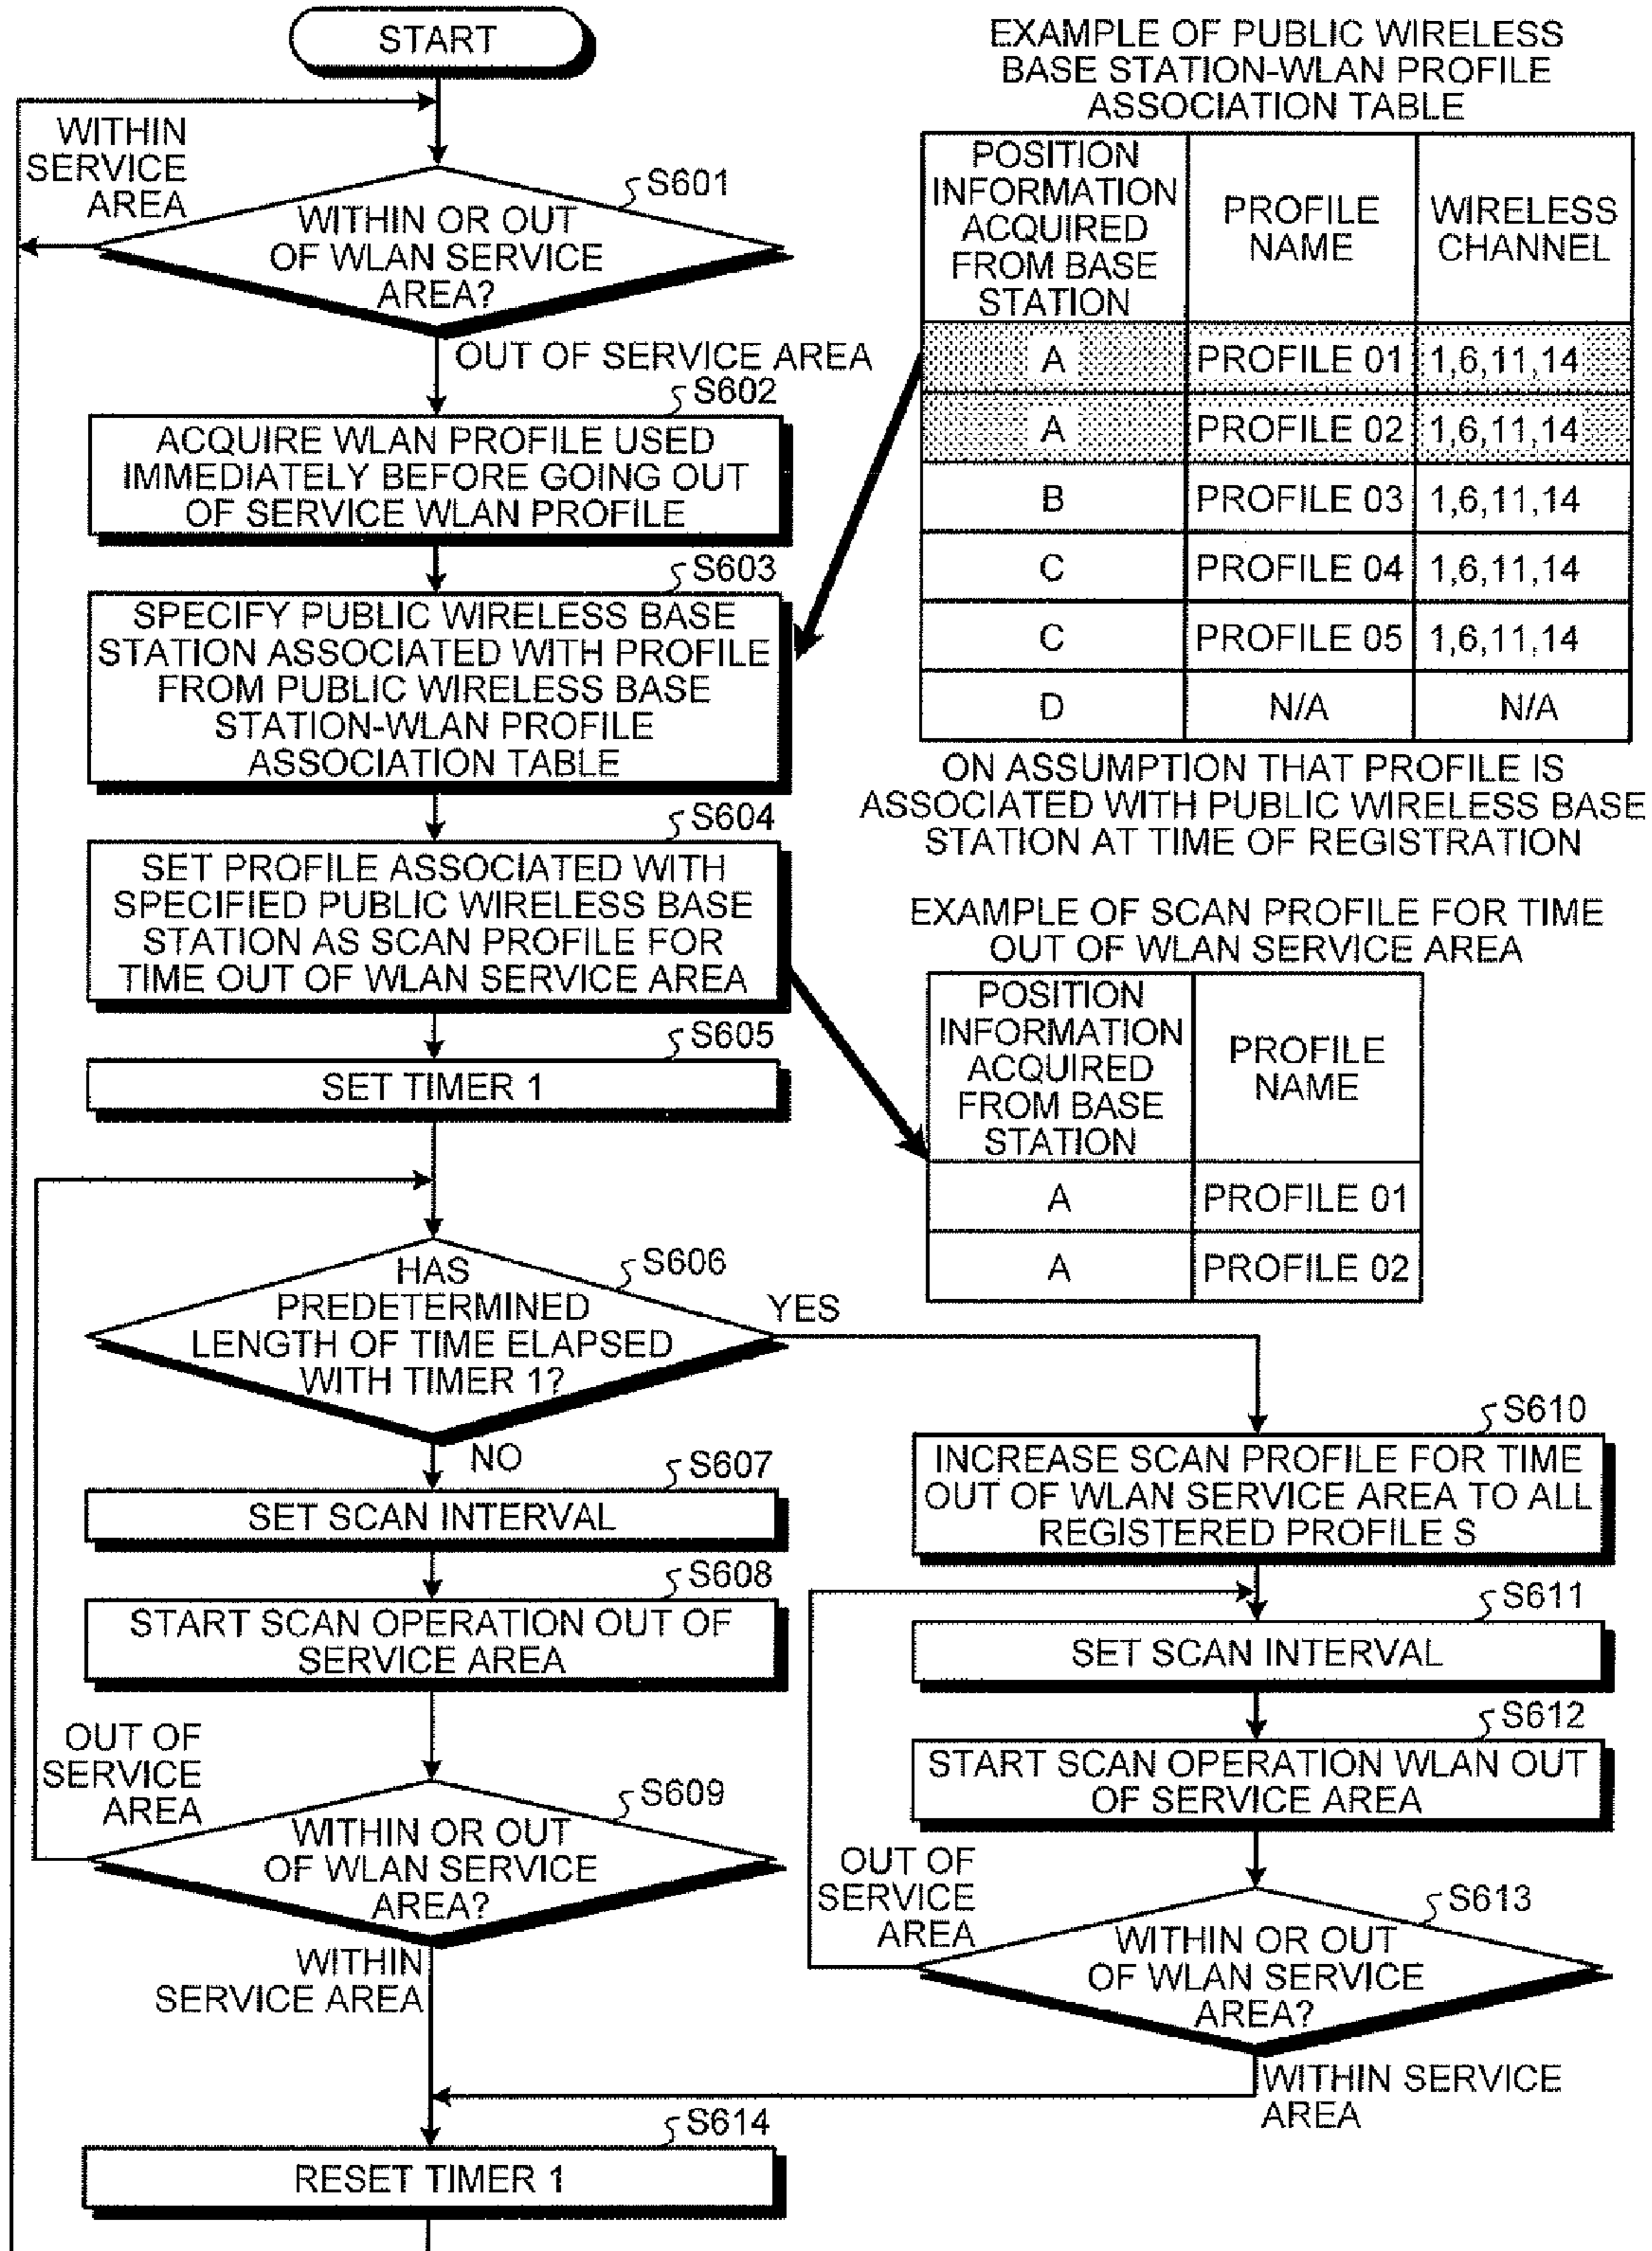 START
WITHIN
SERVICE
AREA
S601
WITHIN OR OUT
OF WLAN SERVICE
AREA?
OUT OF SERVICE AREA
S602
ACQUIRE WLAN PROFILE USED
IMMEDIATELY BEFORE GOING OUT
OF SERVICE WLAN PROFILE
S603
SPECIFY PUBLIC WIRELESS BASE
STATION ASSOCIATED WITH PROFILE
FROM PUBLIC WIRELESS BASE
STATION-WLAN PROFILE
ASSOCIATION TABLE
S604
SET PROFILE ASSOCIATED WITH
SPECIFIED PUBLIC WIRELESS BASE
STATION AS SCAN PROFILE FOR
TIME OUT OF WLAN SERVICE AREA
S605
SET TIMER 1
S606
HAS
PREDETERMINED
LENGTH OF TIME ELAPSED
WITH TIMER 1?
YES
NO
S607
SET SCAN INTERVAL
S608
START SCAN OPERATION OUT OF
SERVICE AREA
OUT OF
SERVICE
AREA
S609
WITHIN OR OUT
OF WLAN SERVICE
AREA?
WITHIN
SERVICE AREA
S614
RESET TIMER 1
EXAMPLE OF PUBLIC WIRELESS
BASE STATION-WLAN PROFILE
ASSOCIATION TABLE
POSITION
INFORMATION
ACQUIRED
FROM BASE
STATION
PROFILE
NAME
WIRELESS
CHANNEL
A PROFILE 01 1,6,11,14
A PROFILE 02 1,6,11,14
B PROFILE 03 1,6,11,14
C PROFILE 04 1,6,11,14
C PROFILE 05 1,6,11,14
D N/A N/A
ON ASSUMPTION THAT PROFILE IS
ASSOCIATED WITH PUBLIC WIRELESS BASE
STATION AT TIME OF REGISTRATION
EXAMPLE OF SCAN PROFILE FOR TIME
OUT OF WLAN SERVICE AREA
POSITION
INFORMATION
ACQUIRED
FROM BASE
STATION
PROFILE
NAME
A PROFILE 01
A PROFILE 02
S610
INCREASE SCAN PROFILE FOR TIME
OUT OF WLAN SERVICE AREA TO ALL
REGISTERED PROFILE S
S611
SET SCAN INTERVAL
S612
START SCAN OPERATION WLAN OUT
OF SERVICE AREA
OUT OF
SERVICE
AREA
S613
WITHIN OR OUT
OF WLAN SERVICE
AREA?
WITHIN SERVICE
AREA